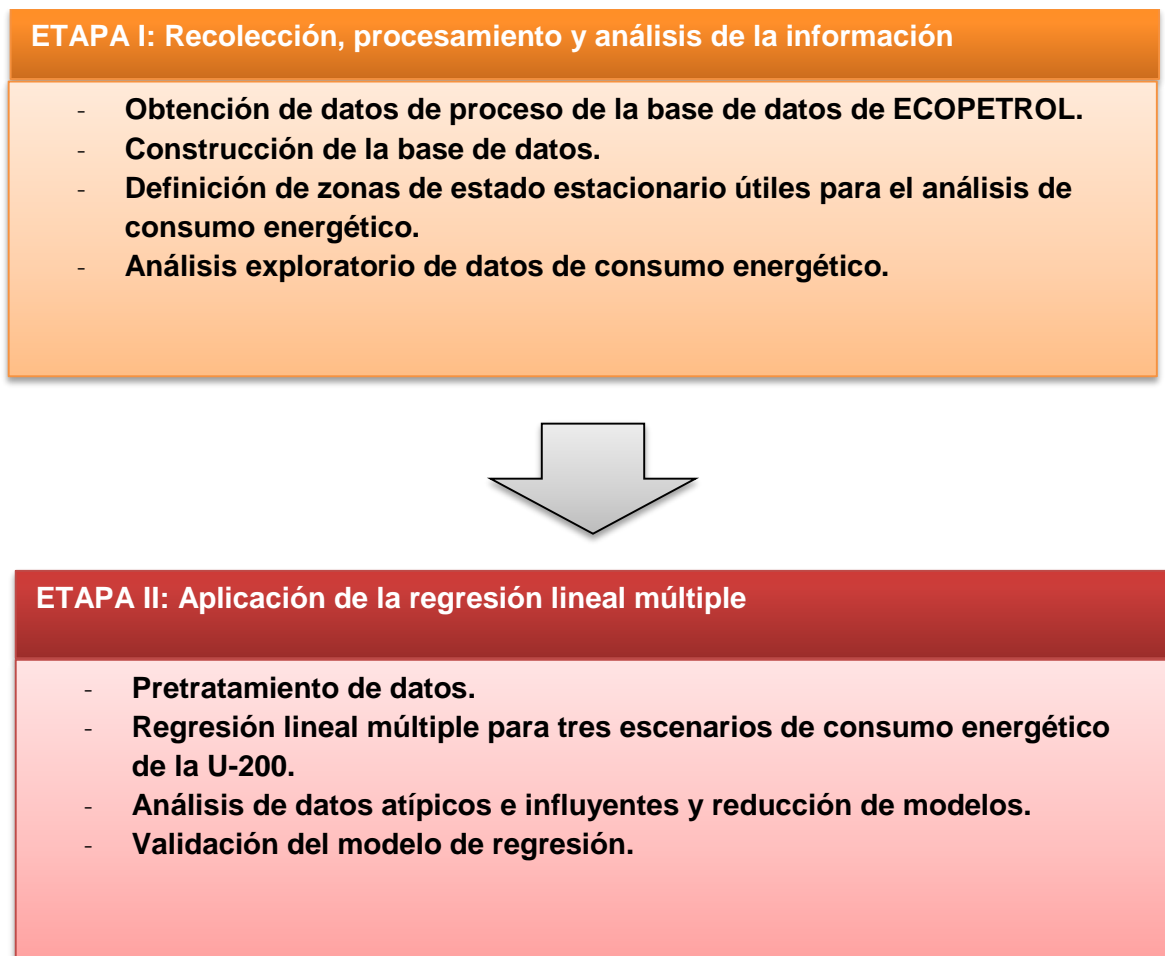 ETAPA I: Recolección, procesamiento y análisis de la información
- Obtención de datos de proceso de la base de datos de ECOPETROL.
- Construcción de la base de datos.
- Definición de zonas de estado estacionario útiles para el análisis de
consumo energético.
- Análisis exploratorio de datos de consumo energético.
ETAPA II: Aplicación de la regresión lineal múltiple
- Pretratamiento de datos.
- Regresión lineal múltiple para tres escenarios de consumo energético
de la U-200.
- Análisis de datos atípicos e influyentes y reducción de modelos.
- Validación del modelo de regresión.